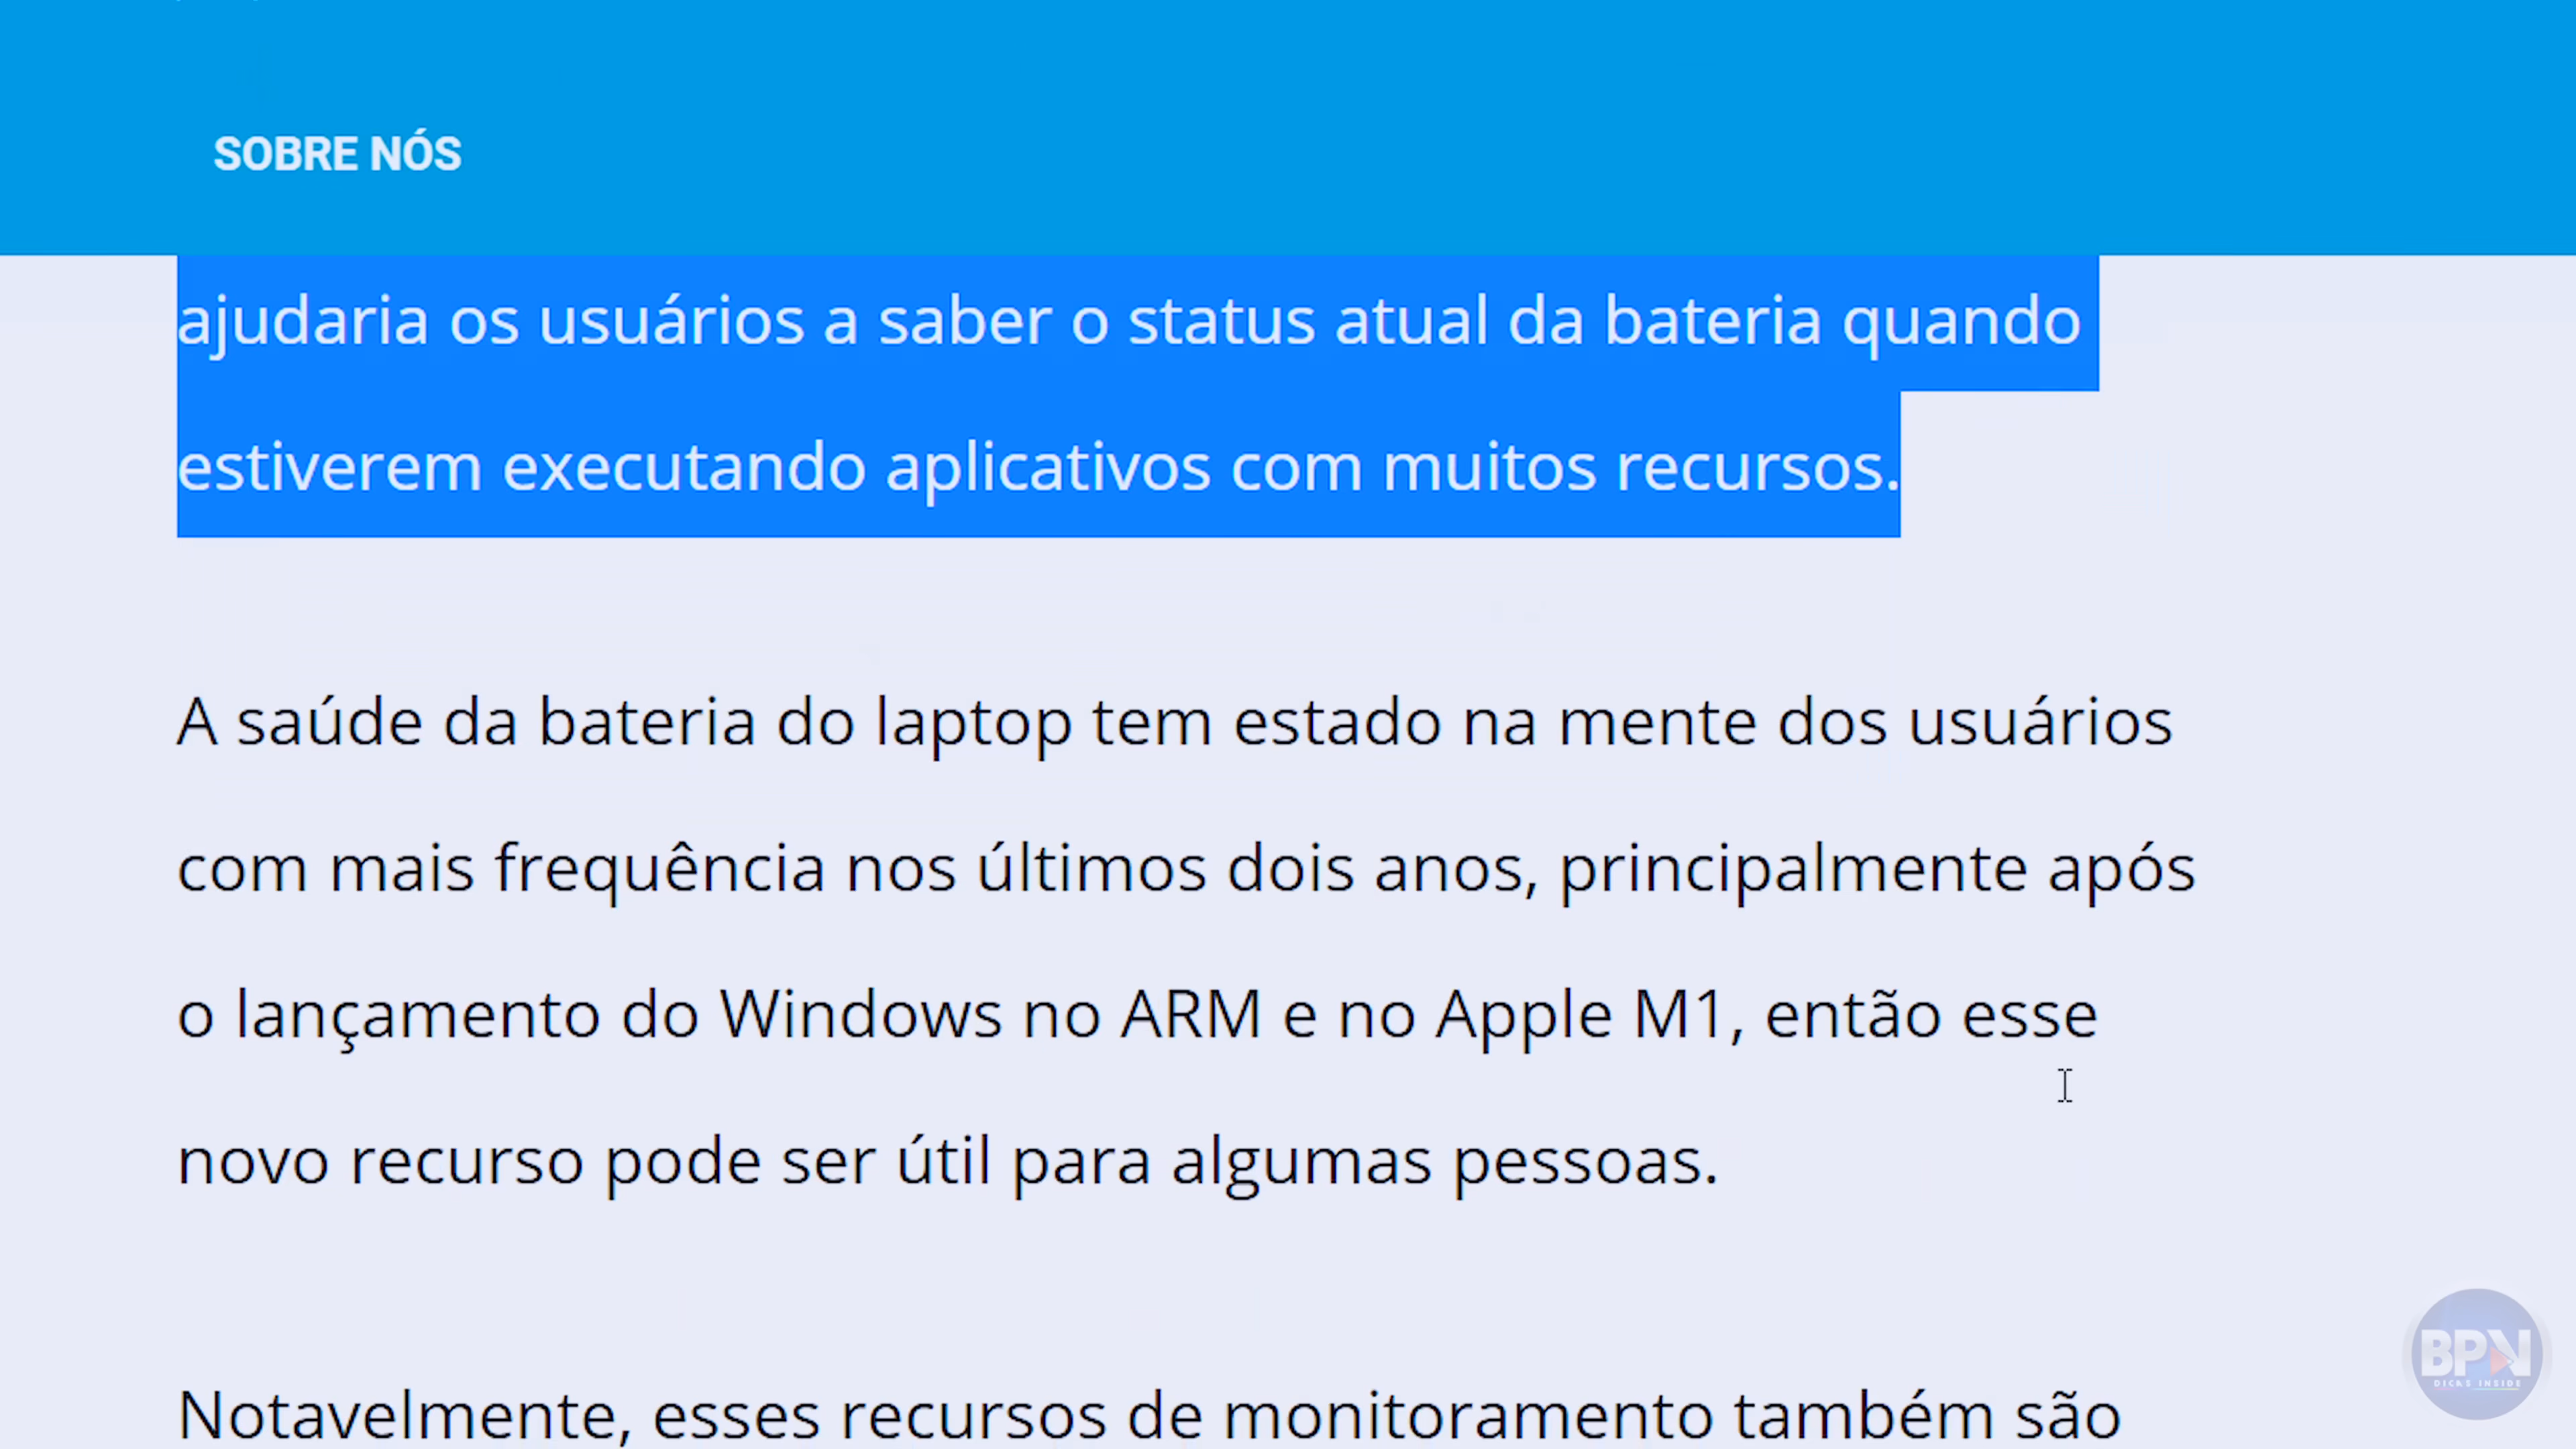 SOBRE NÓS
ajudaria os usuários a saber o status atual da bateria quando
estiverem executando aplicativos com muitos recursos.
A saúde da bateria do laptop tem estado na mente dos usuários
com mais frequência nos últimos dois anos, principalmente após
o lançamento do Windows no ARM e no Apple M1, então esse
novo recurso pode ser útil para algumas pessoas.
Notavelmente, esses recursos de monitoramento também são
BPN
DICAS INSIDE